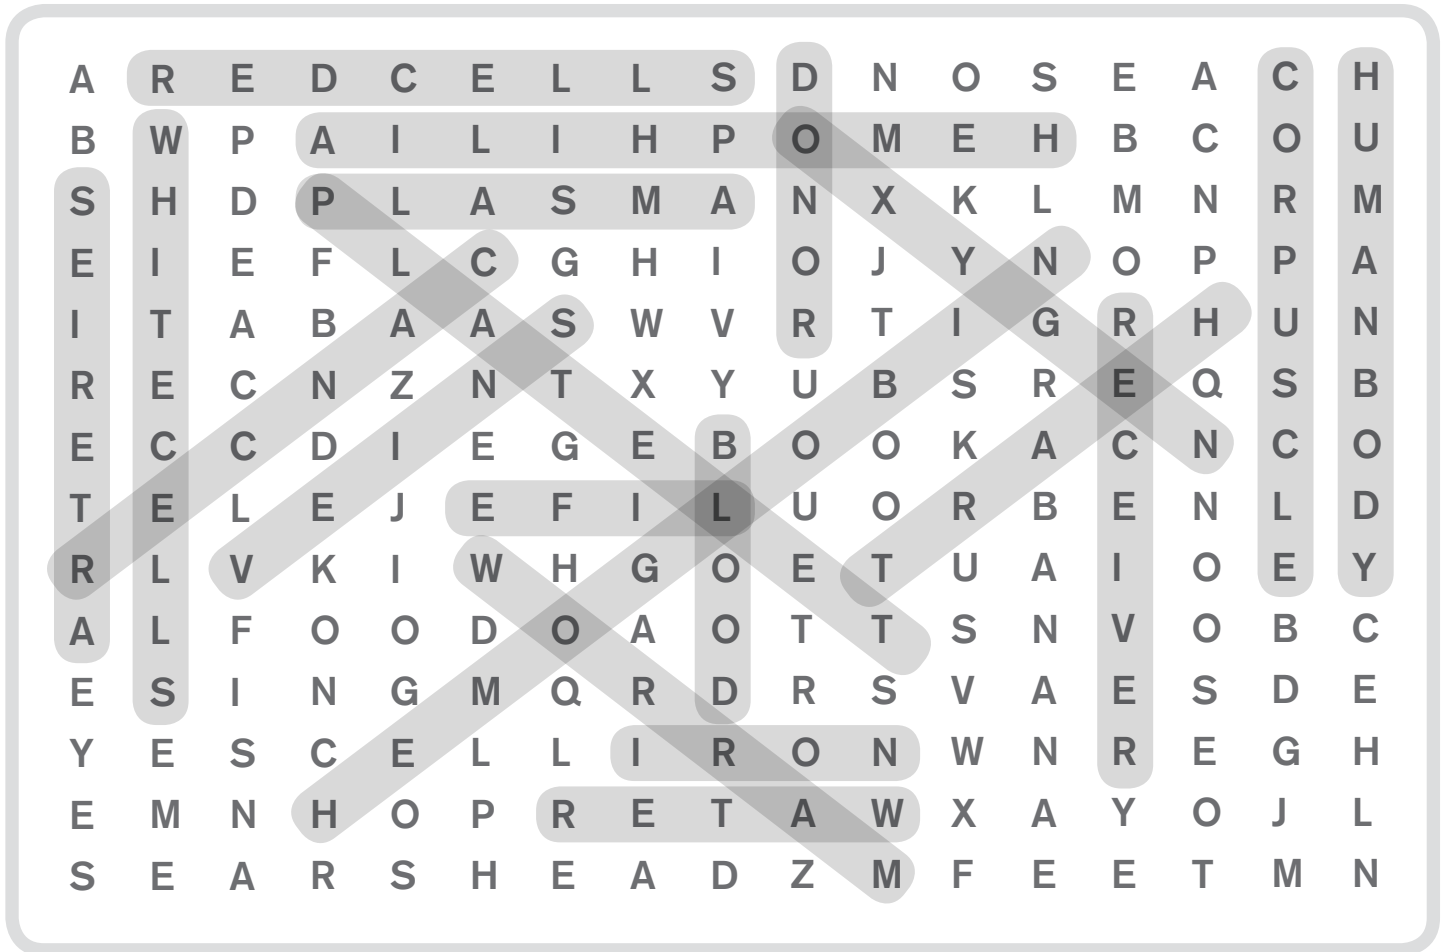 A R E D C E L L S D N O S E A C H
B W P A I L I H P O M E H B C O U
S H D P L A S M A N X K L M N R M
E I E F L C G H I O J Y N O P P A
I T A B A A S W V R T I G R H U N
R E C N Z N T X Y U B S R E Q S B
E C C D I E G E B O O K A C N C O
T E L E J E F I L U O R B E N L D
R L V K I W H G O E T U A I O E Y
A L F O O D O A O T T S N V O B C
E S I N G M Q R D R S V A E S D E
Y E S C E L L I R O N W N R E G H
E M N H O P R E T A W X A Y O J L
S E A R S H E A D Z M F E E T M N